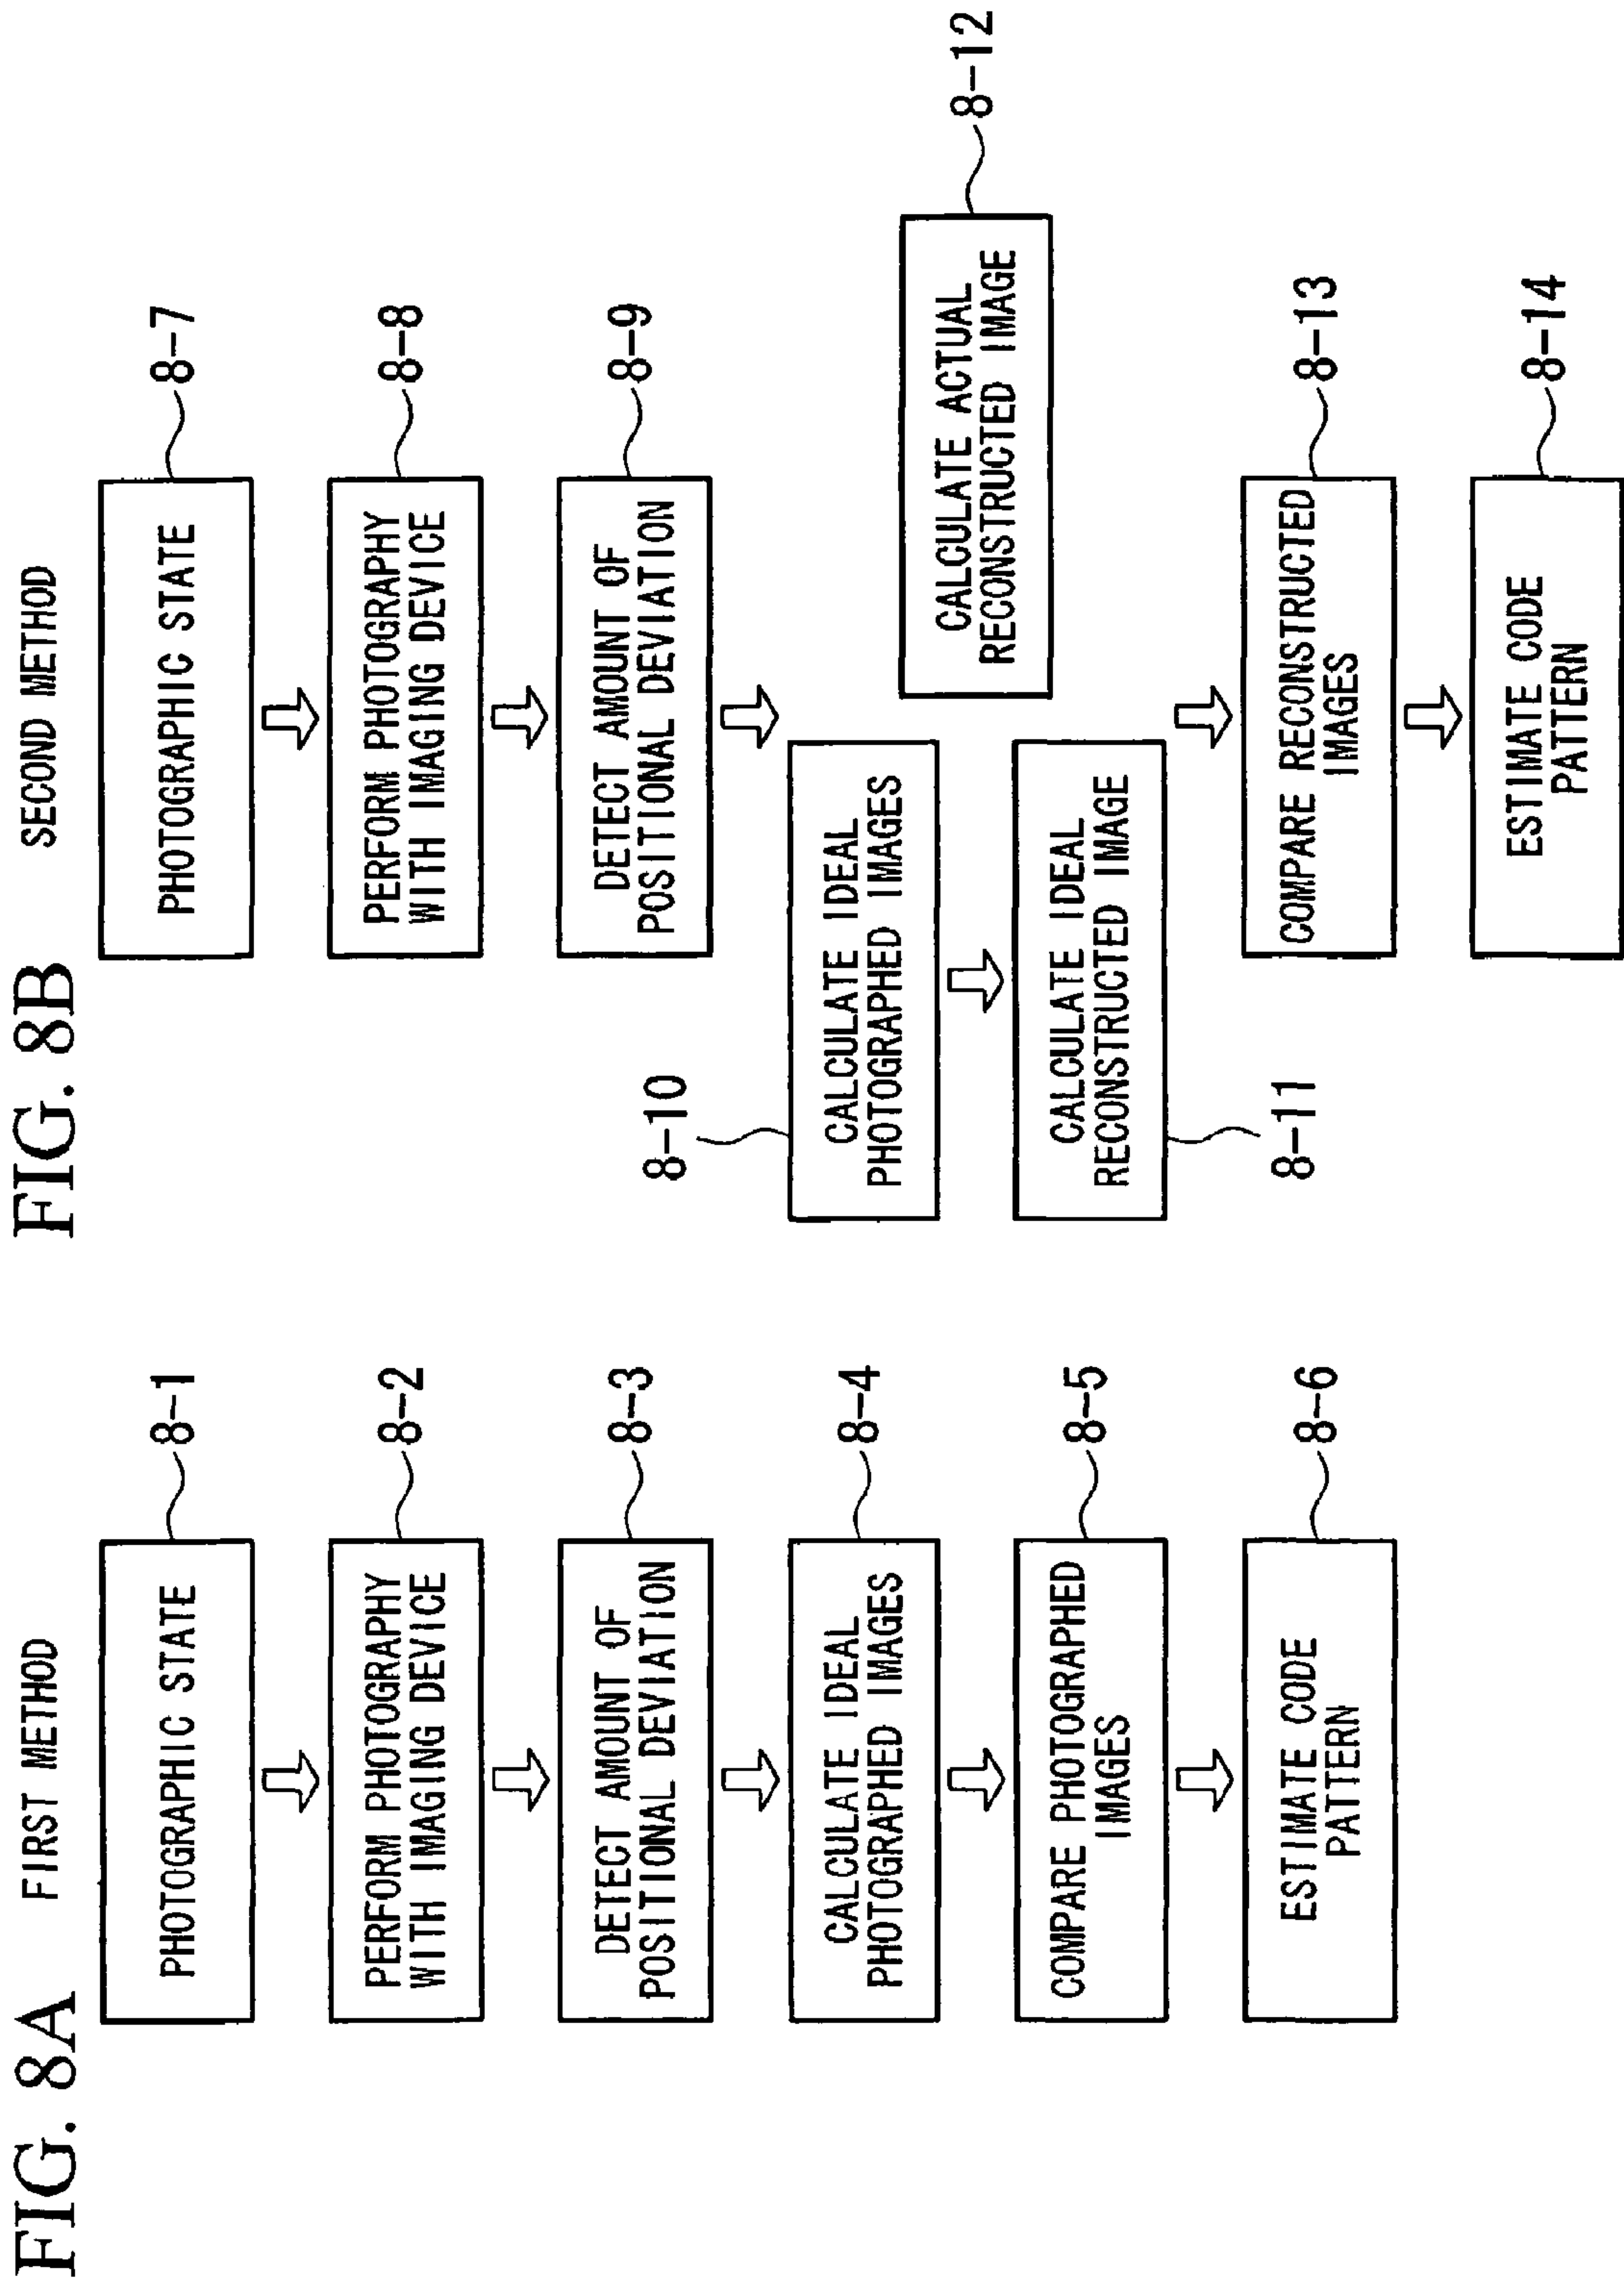 FIG. 8A
FIRST METHOD
PHOTOGRAPHIC STATE
8-1
PERFORM PHOTOGRAPHY
WITH IMAGING DEVICE
8-2
DETECT AMOUNT OF
POSITIONAL DEVIATION
8-3
CALCULATE IDEAL
PHOTOGRAPHED IMAGES
8-4
COMPARE PHOTOGRAPHED
IMAGES
8-5
ESTIMATE CODE
PATTERN
8-6
FIG. 8B
SECOND METHOD
PHOTOGRAPHIC STATE
8-7
PERFORM PHOTOGRAPHY
WITH IMAGING DEVICE
8-8
DETECT AMOUNT OF
POSITIONAL DEVIATION
8-9
8-10
CALCULATE IDEAL
PHOTOGRAPHED IMAGES
CALCULATE IDEAL
RECONSTRUCTED IMAGE
8-11
CALCULATE ACTUAL
RECONSTRUCTED IMAGE
8-12
COMPARE RECONSTRUCTED
IMAGES
8-13
ESTIMATE CODE
PATTERN
8-14